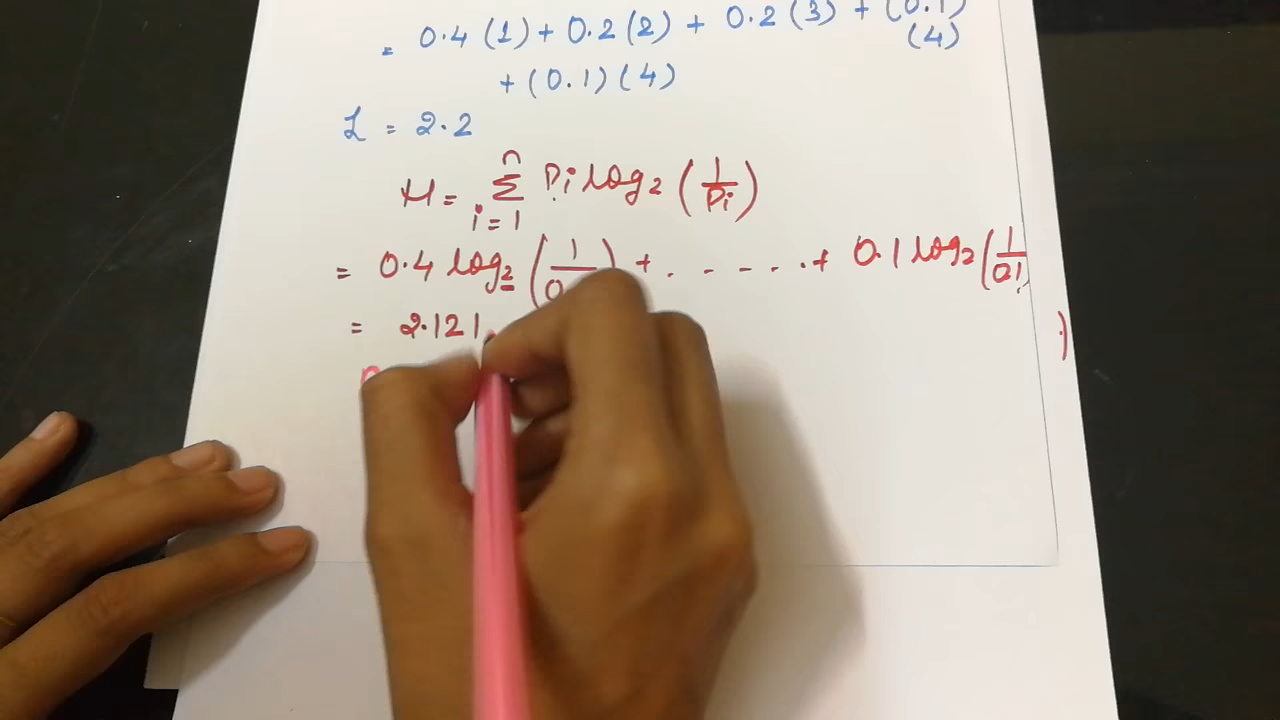 = 0.4 (1) + 0.2 (2) + 0.2 (3) + (0.1) (4)
+ (0.1) (4)
L = 2.2
H = n Σ i = 1 Pi log2 (1/Pi)
= 0.4 log2 (1/0. ) + . - - - - . . + 0.1 log2 (1/0.1
)
= 2.121